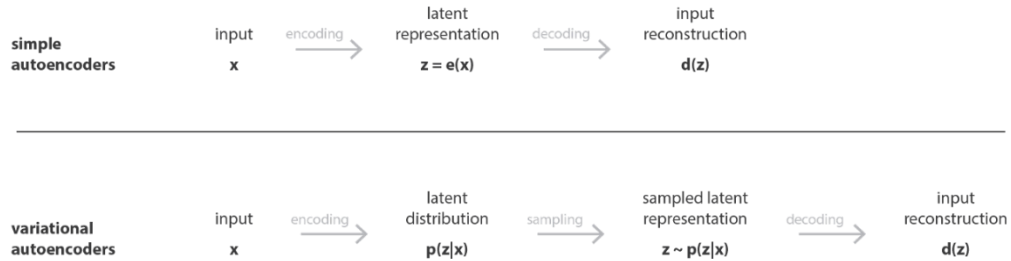 simple
autoencoders
input
x
encoding
latent
representation
z = e(x)
decoding
input
reconstruction
d(z)
variational
autoencoders
input
x
encoding
latent
distribution
p(z|x)
sampling
sampled latent
representation
z ~ p(z|x)
decoding
input
reconstruction
d(z)